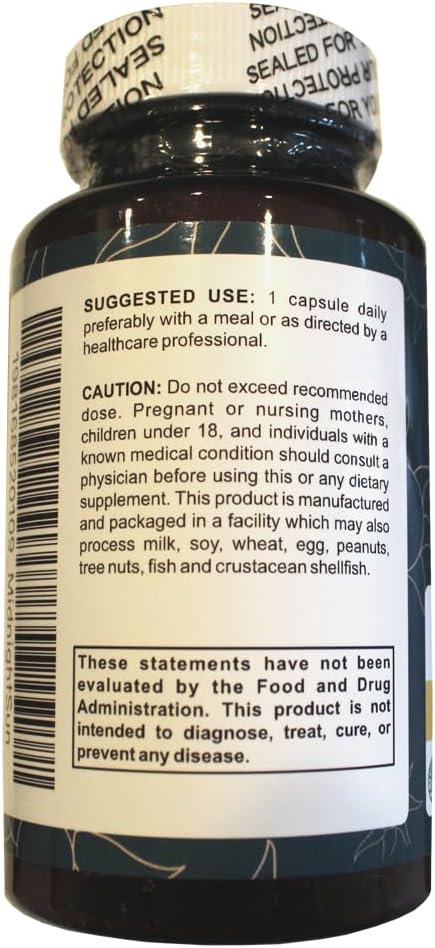 SEALED FOR
FOR YO
SUGGESTED USE: 1 capsule daily
preferably with a meal or as directed by a
healthcare professional.
CAUTION: Do not exceed recommended
dose. Pregnant or nursing mothers,
children under 18, and individuals with a
known medical condition should consult a
physician before using this or any dietary
supplement. This product is manufactured
and packaged in a facility which may also
process milk, soy, wheat, egg, peanuts,
tree nuts, fish and crustacean shellfish.
These statements have not been
evaluated by the Food and Drug
Administration. This product is not
intended to diagnose, treat, cure, or
prevent any disease.
MidnightSun